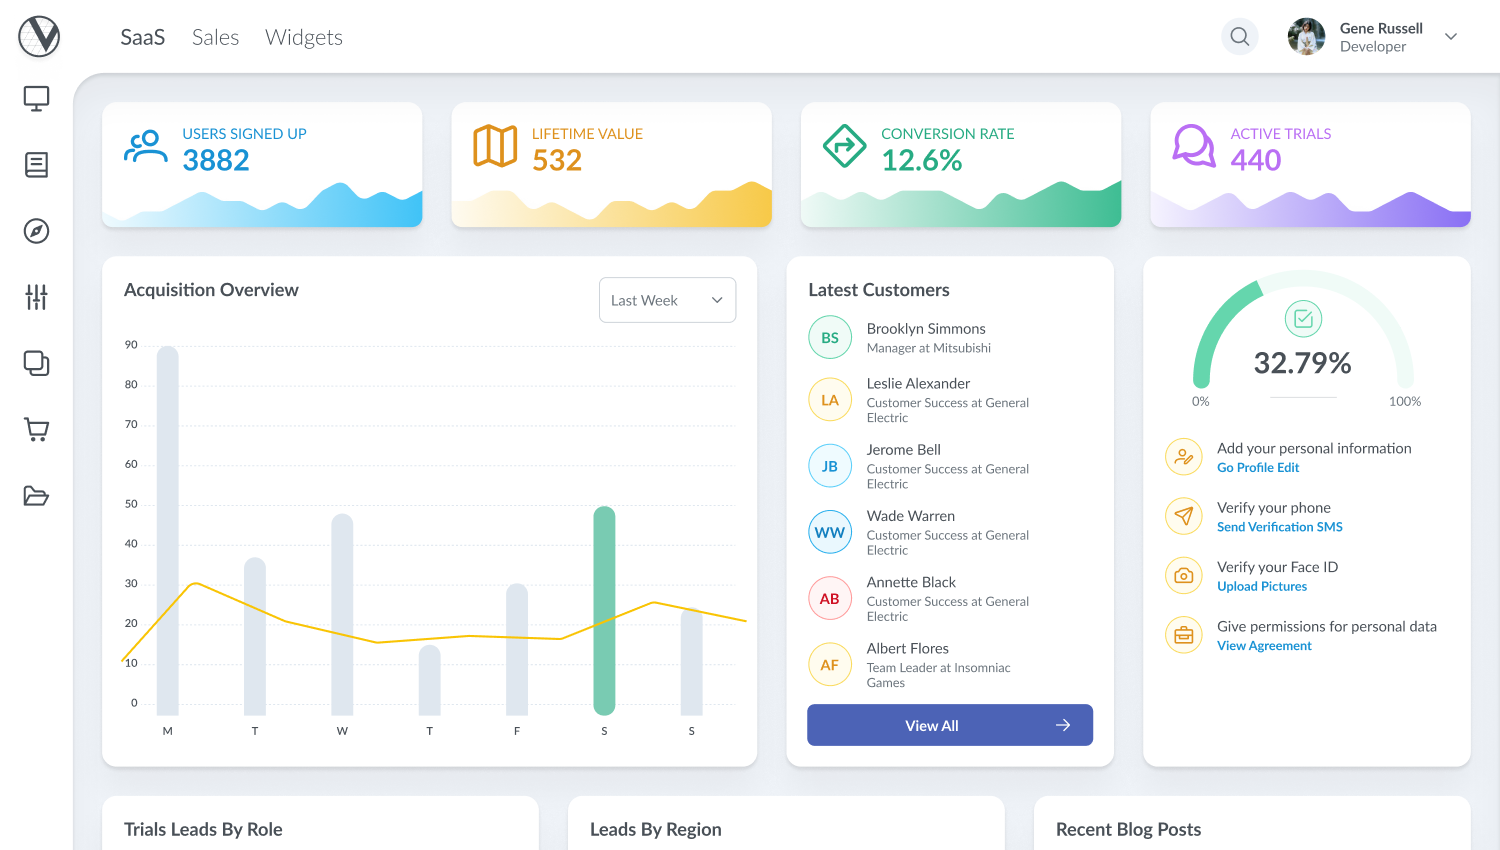 SaaS
Sales
Widgets
Gene Russell
Developer
USERS SIGNED UP
3882
LIFETIME VALUE
532
CONVERSION RATE
12.6%
ACTIVE TRIALS
440
Acquisition Overview
Last Week
90
80
70
60
50
40
30
20
10
0
M
T
W
T
F
S
S
Latest Customers
BS
Brooklyn Simmons
Manager at Mitsubishi
LA
Leslie Alexander
Customer Success at General
Electric
JB
Jerome Bell
Customer Success at General
Electric
WW
Wade Warren
Customer Success at General
Electric
AB
Annette Black
Customer Success at General
Electric
AF
Albert Flores
Team Leader at Insomniac
Games
View All
32.79%
0%
100%
Add your personal information
Go Profile Edit
Verify your phone
Send Verification SMS
Verify your Face ID
Upload Pictures
Give permissions for personal data
View Agreement
Trials Leads By Role
Leads By Region
Recent Blog Posts